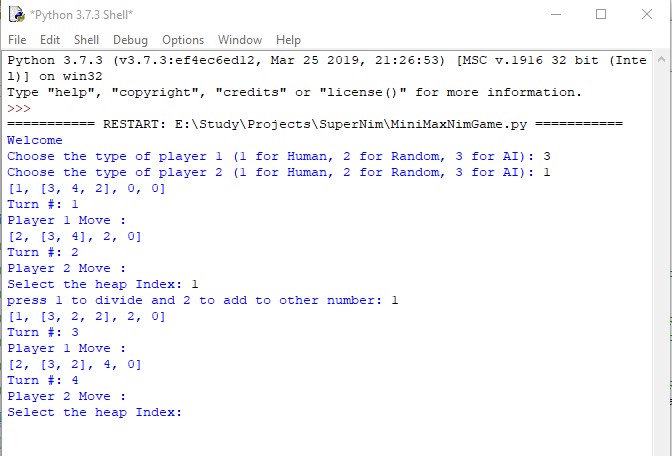 *Python 3.7.3 Shell*
File Edit Shell Debug Options Window Help
Python 3.7.3 (v3.7.3:ef4ec6ed12, Mar 25 2019, 21:26:53) [MSC v.1916 32 bit (Inte
l)] on win32
Type "help", "copyright", "credits" or "license()" for more information.
>>>
=========== RESTART: E:\Study\Projects\SuperNim\MiniMaxNimGame.py ===========
Welcome
Choose the type of player 1 (1 for Human, 2 for Random, 3 for AI): 3
Choose the type of player 2 (1 for Human, 2 for Random, 3 for AI): 1
[1, [3, 4, 2], 0, 0]
Turn #: 1
Player 1 Move :
[2, [3, 4], 2, 0]
Turn #: 2
Player 2 Move :
Select the heap Index: 1
press 1 to divide and 2 to add to other number: 1
[1, [3, 2, 2], 2, 0]
Turn #: 3
Player 1 Move :
[2, [3, 2], 4, 0]
Turn #: 4
Player 2 Move :
Select the heap Index: